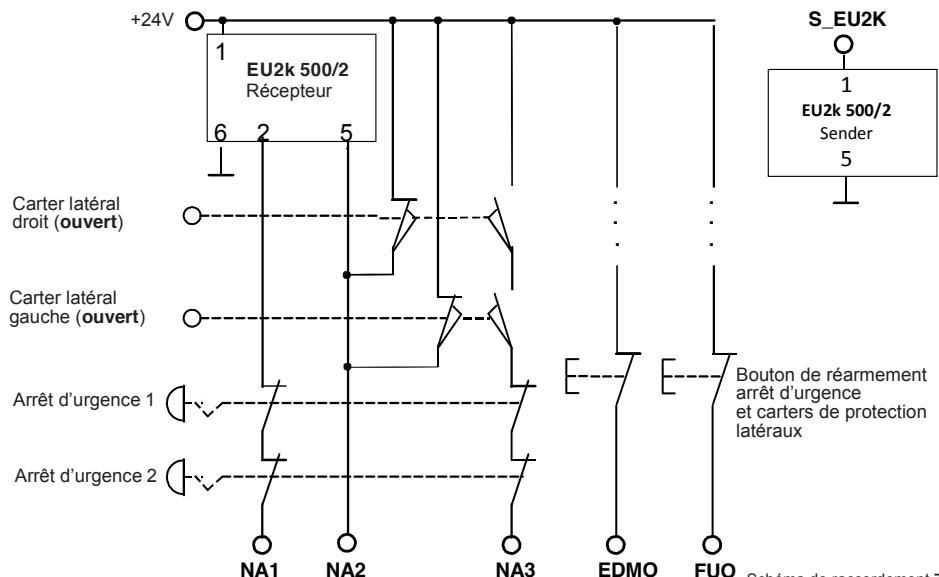 +24V
S_EU2K
1
EU2k 500/2
Récepteur
6 2 5
1
EU2k 500/2
Sender
5
Carter latéral
droit (ouvert)
Carter latéral
gauche (ouvert)
Arrêt d'urgence 1
Bouton de réarmement
arrêt d'urgence
et carters de protection
latéraux
Arrêt d'urgence 2
NA1 NA2 NA3 EDMO FUO
Schéma de raccordement